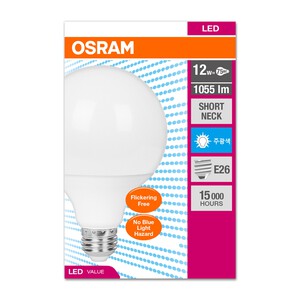 LED
OSRAM
12W=75W
1055 lm
SHORT
NECK
주광색
E26
15 000
HOURS
Flickering
Free
No Blue
Light
Hazard
LED VALUE